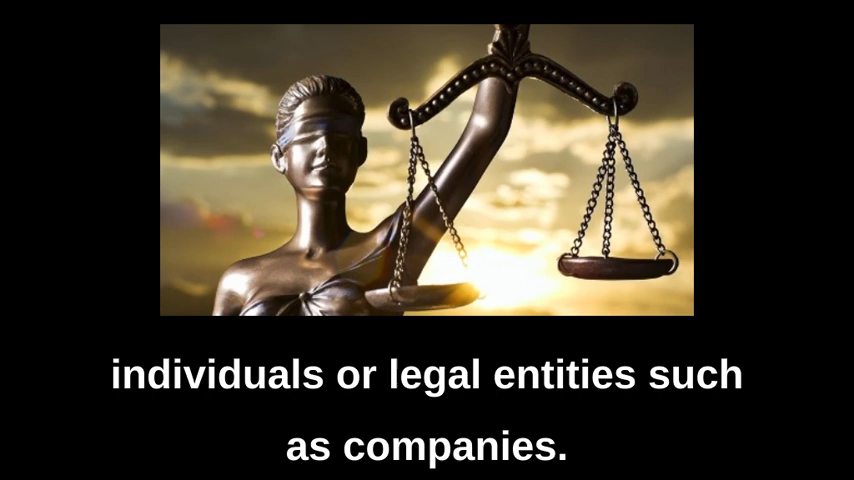 individuals or legal entities such
as companies.